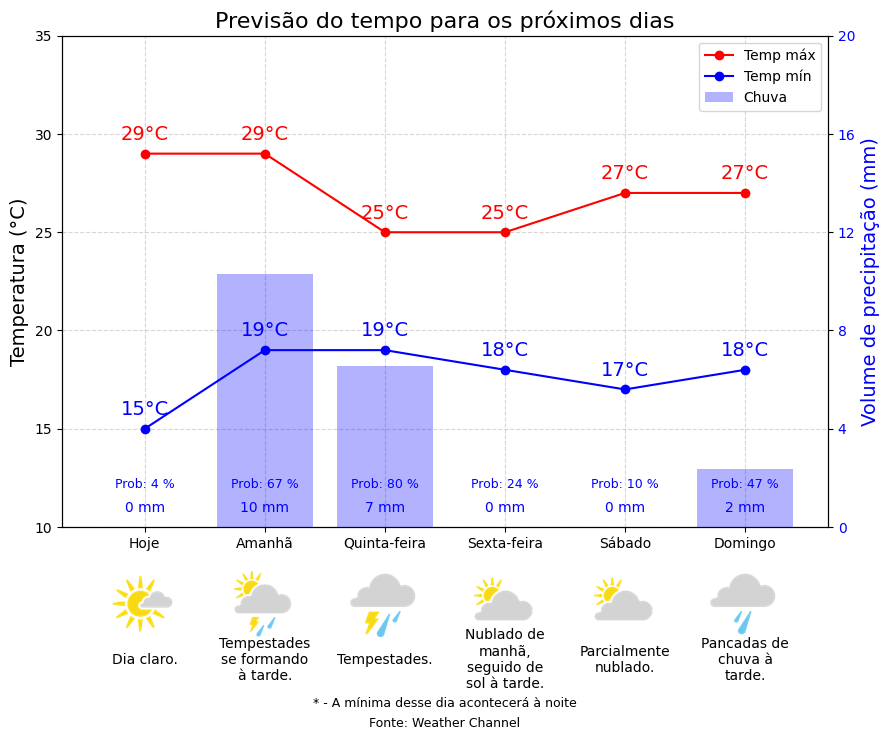 Previsão do tempo para os próximos dias
35
30
25
20
15
10
Temperatura (°C)
20
16
12
8
4
0
Volume de precipitação (mm)
Temp máx
Temp mín
Chuva
29°C
29°C
25°C
25°C
27°C
27°C
15°C
19°C
19°C
18°C
17°C
18°C
Prob: 4 %
Prob: 67 %
Prob: 80 %
Prob: 24 %
Prob: 10 %
Prob: 47 %
0 mm
10 mm
7 mm
0 mm
0 mm
2 mm
Hoje
Amanhã
Quinta-feira
Sexta-feira
Sábado
Domingo
Dia claro.
Tempestades
se formando
à tarde.
Tempestades.
Nublado de
manhã,
seguido de
sol à tarde.
Parcialmente
nublado.
Pancadas de
chuva à
tarde.
* - A mínima desse dia acontecerá à noite
Fonte: Weather Channel